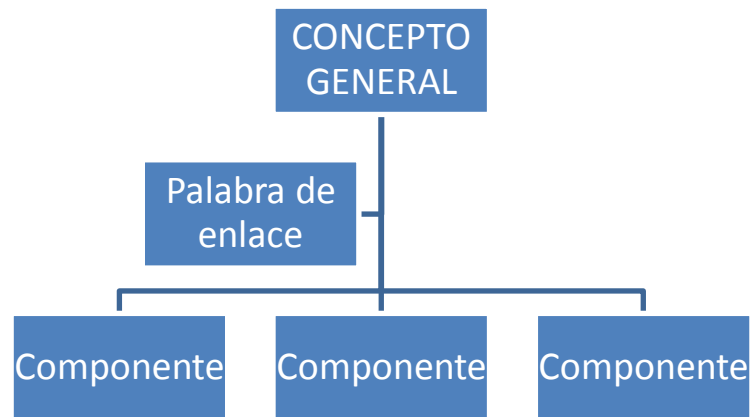 CONCEPTO
GENERAL
Palabra de
enlace
Componente
Componente
Componente